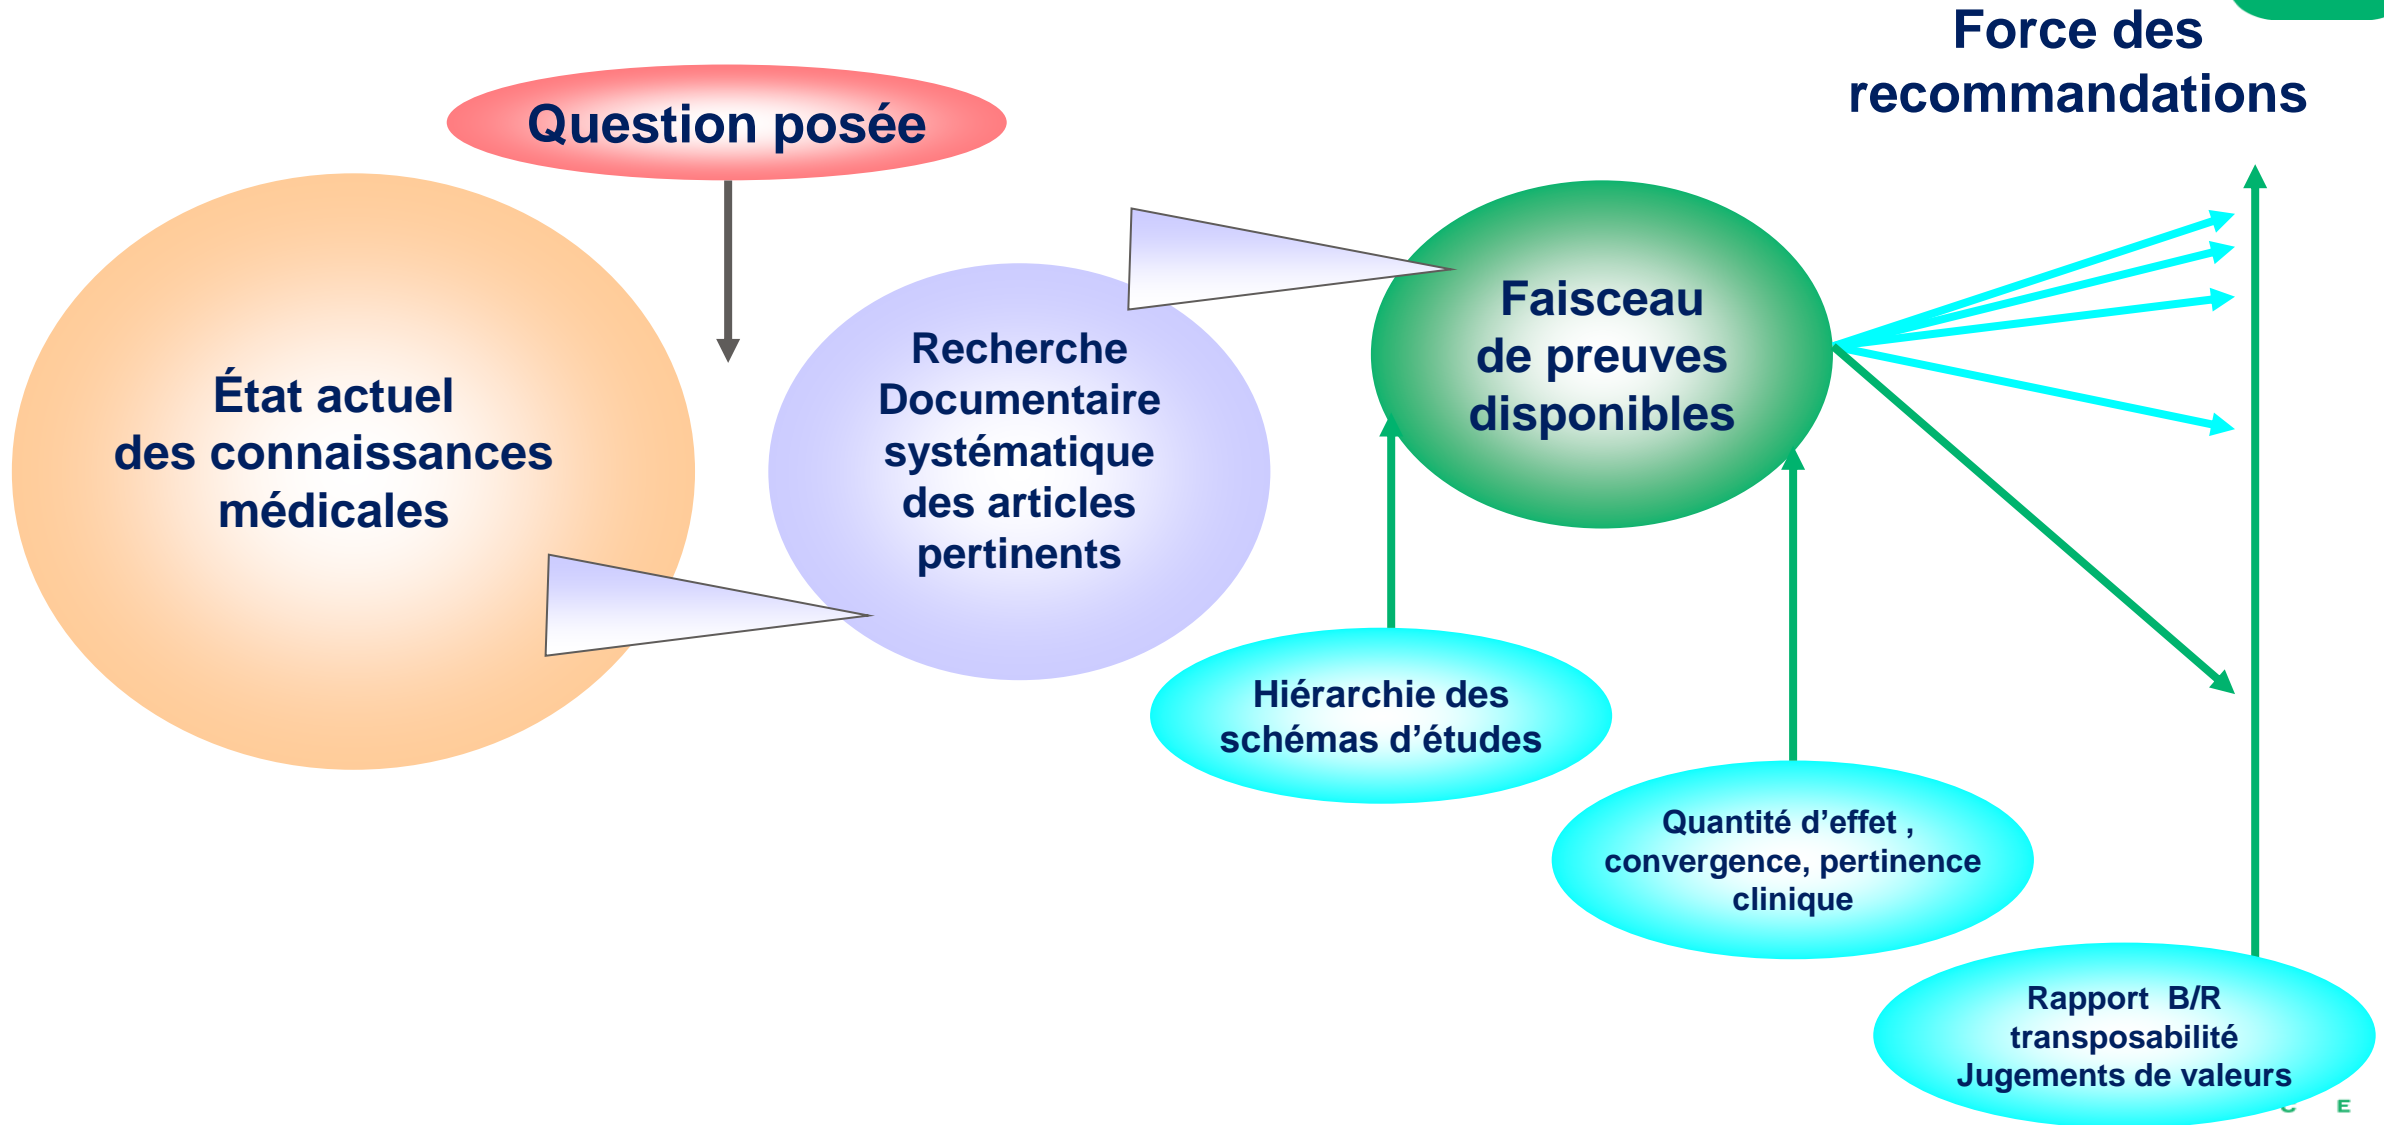 Force des
recommandations
Question posée
État actuel
des connaissances
médicales
Recherche
Documentaire
systématique
des articles
pertinents
Faisceau
de preuves
disponibles
Hiérarchie des
schémas d’études
Quantité d’effet ,
convergence, pertinence
clinique
Rapport  B/R
transposabilité
Jugements de valeurs
E